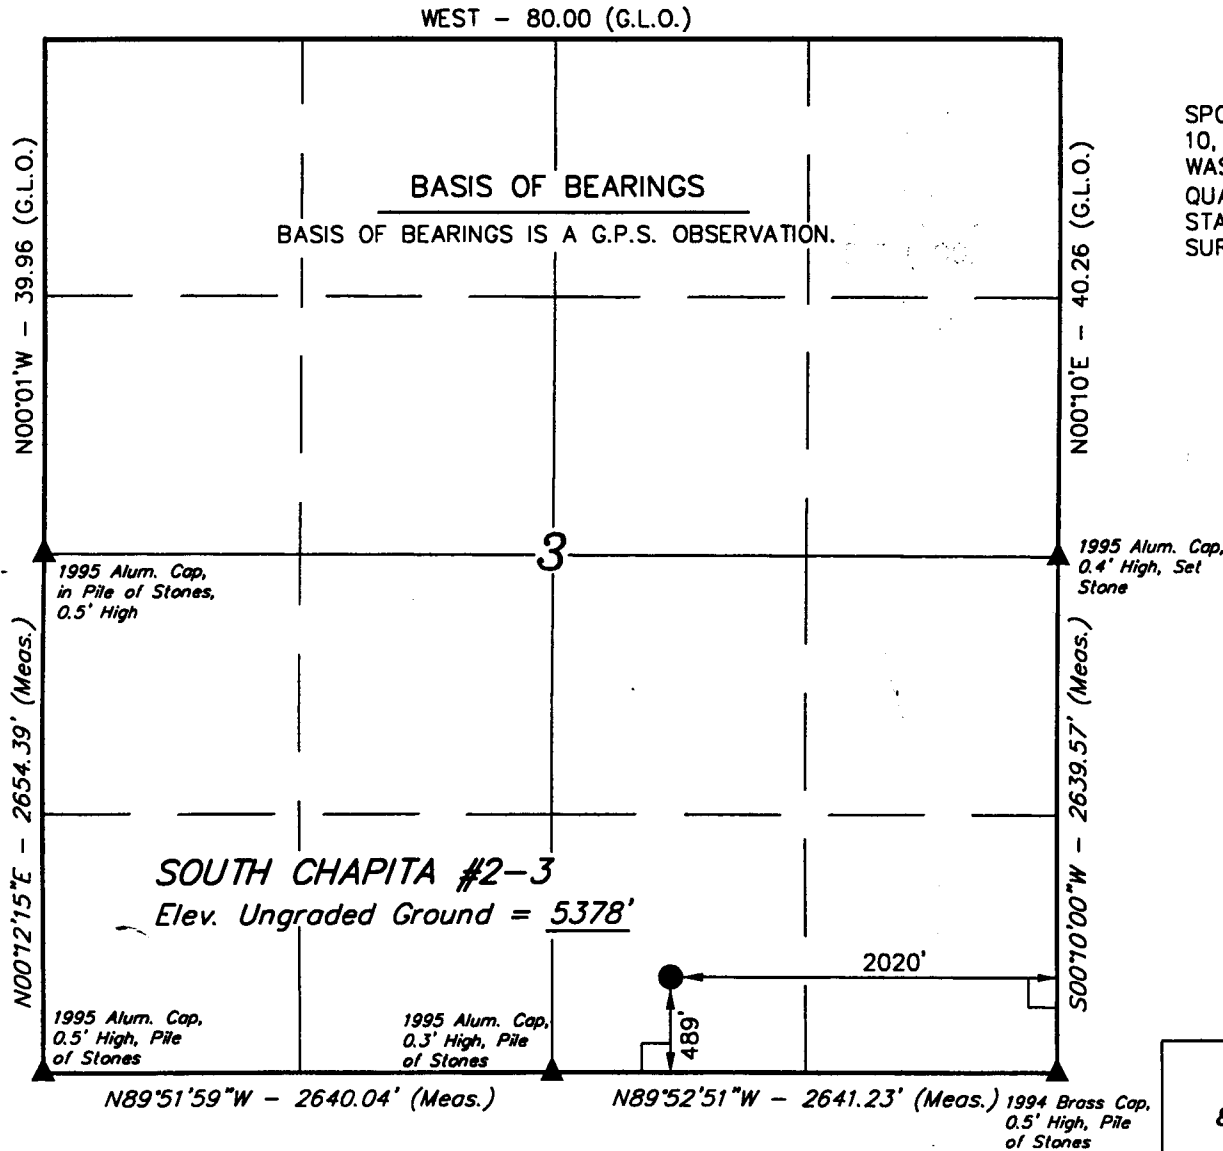 WEST – 80.00 (G.L.O.)
N00°01'W – 39.96 (G.L.O.)
BASIS OF BEARINGS
BASIS OF BEARINGS IS A G.P.S. OBSERVATION.
N00°10'E – 40.26 (G.L.O.)
10,
3
1995 Alum. Cap,
in Pile of Stones,
0.5' High
1995 Alum. Cap,
0.4' High, Set
Stone
N00°12'15"E – 2654.39' (Meas.)
S00°10'00"W – 2639.57' (Meas.)
SOUTH CHAPITA #2–3
Elev. Ungraded Ground = 5378'
2020'
489'
1995 Alum. Cap,
0.5' High, Pile
of Stones
1995 Alum. Cap,
0.3' High, Pile
of Stones
N89°51'59"W – 2640.04' (Meas.)
N89°52'51"W – 2641.23' (Meas.)
1994 Brass Cap,
0.5' High, Pile
of Stones